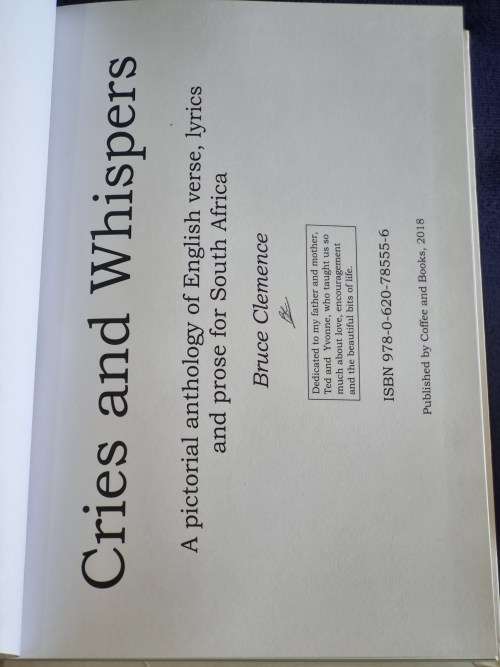 Cries and Whispers
A pictorial anthology of English verse, lyrics
and prose for South Africa
Bruce Clemence
Dedicated to my father and mother,
Ted and Yvonne, who taught us so
much about love, encouragement
and the beautiful bits of life.
ISBN 978-0-620-78555-6
Published by Coffee and Books, 2018